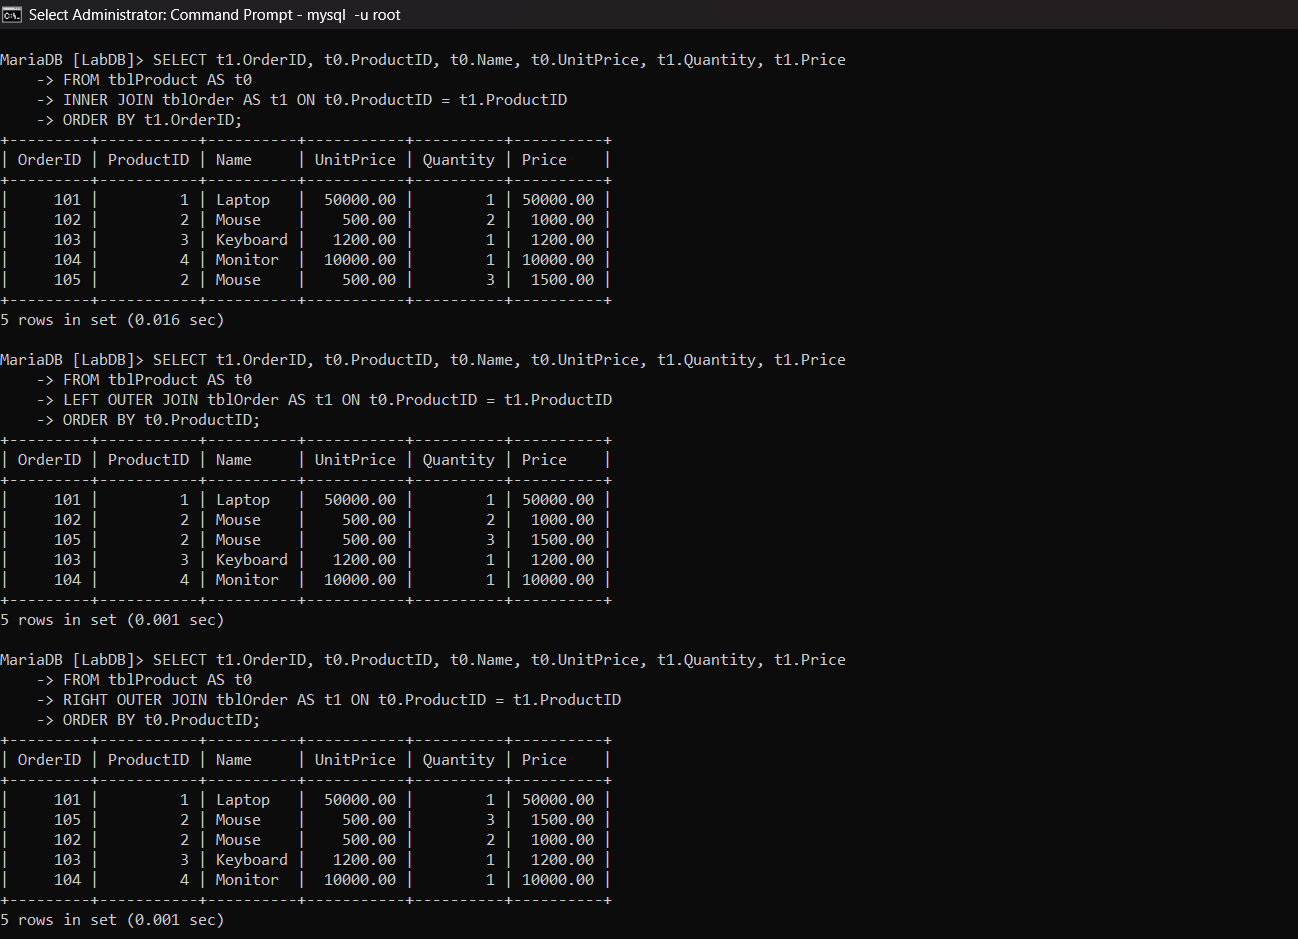 Select Administrator: Command Prompt - mysql  -u root
MariaDB [LabDB]> SELECT t1.OrderID, t0.ProductID, t0.Name, t0.UnitPrice, t1.Quantity, t1.Price
    -> FROM tblProduct AS t0
    -> INNER JOIN tblOrder AS t1 ON t0.ProductID = t1.ProductID
    -> ORDER BY t1.OrderID;
+---------+-----------+----------+-----------+----------+----------+
| OrderID | ProductID | Name     | UnitPrice | Quantity | Price    |
+---------+-----------+----------+-----------+----------+----------+
|     101 |         1 | Laptop   |  50000.00 |        1 | 50000.00 |
|     102 |         2 | Mouse    |    500.00 |        2 |  1000.00 |
|     103 |         3 | Keyboard |   1200.00 |        1 |  1200.00 |
|     104 |         4 | Monitor  |  10000.00 |        1 | 10000.00 |
|     105 |         2 | Mouse    |    500.00 |        3 |  1500.00 |
+---------+-----------+----------+-----------+----------+----------+
5 rows in set (0.016 sec)
MariaDB [LabDB]> SELECT t1.OrderID, t0.ProductID, t0.Name, t0.UnitPrice, t1.Quantity, t1.Price
    -> FROM tblProduct AS t0
    -> LEFT OUTER JOIN tblOrder AS t1 ON t0.ProductID = t1.ProductID
    -> ORDER BY t0.ProductID;
+---------+-----------+----------+-----------+----------+----------+
| OrderID | ProductID | Name     | UnitPrice | Quantity | Price    |
+---------+-----------+----------+-----------+----------+----------+
|     101 |         1 | Laptop   |  50000.00 |        1 | 50000.00 |
|     102 |         2 | Mouse    |    500.00 |        2 |  1000.00 |
|     105 |         2 | Mouse    |    500.00 |        3 |  1500.00 |
|     103 |         3 | Keyboard |   1200.00 |        1 |  1200.00 |
|     104 |         4 | Monitor  |  10000.00 |        1 | 10000.00 |
+---------+-----------+----------+-----------+----------+----------+
5 rows in set (0.001 sec)
MariaDB [LabDB]> SELECT t1.OrderID, t0.ProductID, t0.Name, t0.UnitPrice, t1.Quantity, t1.Price
    -> FROM tblProduct AS t0
    -> RIGHT OUTER JOIN tblOrder AS t1 ON t0.ProductID = t1.ProductID
    -> ORDER BY t0.ProductID;
+---------+-----------+----------+-----------+----------+----------+
| OrderID | ProductID | Name     | UnitPrice | Quantity | Price    |
+---------+-----------+----------+-----------+----------+----------+
|     101 |         1 | Laptop   |  50000.00 |        1 | 50000.00 |
|     105 |         2 | Mouse    |    500.00 |        3 |  1500.00 |
|     102 |         2 | Mouse    |    500.00 |        2 |  1000.00 |
|     103 |         3 | Keyboard |   1200.00 |        1 |  1200.00 |
|     104 |         4 | Monitor  |  10000.00 |        1 | 10000.00 |
+---------+-----------+----------+-----------+----------+----------+
5 rows in set (0.001 sec)